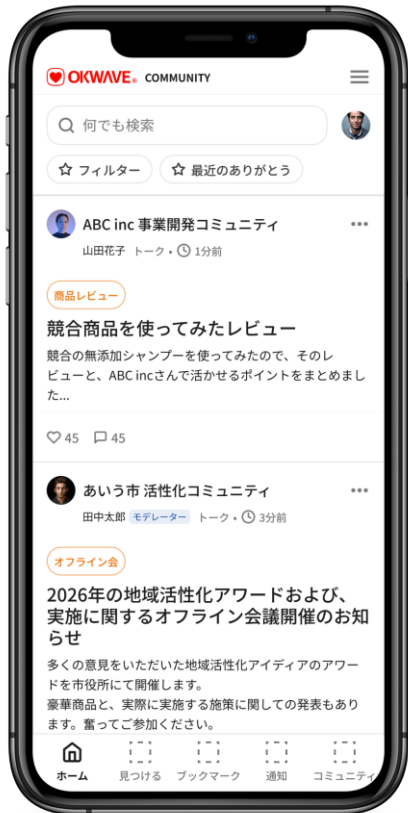 OKWAVE. COMMUNITY
何でも検索
フィルター 最近のありがとう
ABC inc 事業開発コミュニティ
山田花子 トーク・1分前
商品レビュー
競合商品を使ってみたレビュー
競合の無添加シャンプーを使ってみたので、そのレ
ビューと、ABC incさんで活かせるポイントをまとめまし
た...
45 45
あいう市 活性化コミュニティ
田中太郎 モデレーター トーク・3分前
オフライン会
2026年の地域活性化アワードおよび、
実施に関するオフライン会議開催のお知
らせ
多くの意見をいただいた地域活性化アイディアのアワー
ドを市役所にて開催します。
豪華商品と、実際に実施する施策に関しての発表もあり
ます。奮ってご参加ください。
ホーム 見つける ブックマーク 通知 コミュニティ